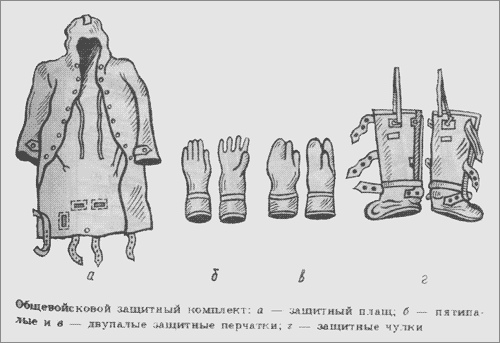 а б в г
Общевойсковой защитный комплект: а — защитный плащ; б — пятипа-
лые и в — двупалые защитные перчатки; г — защитные чулки